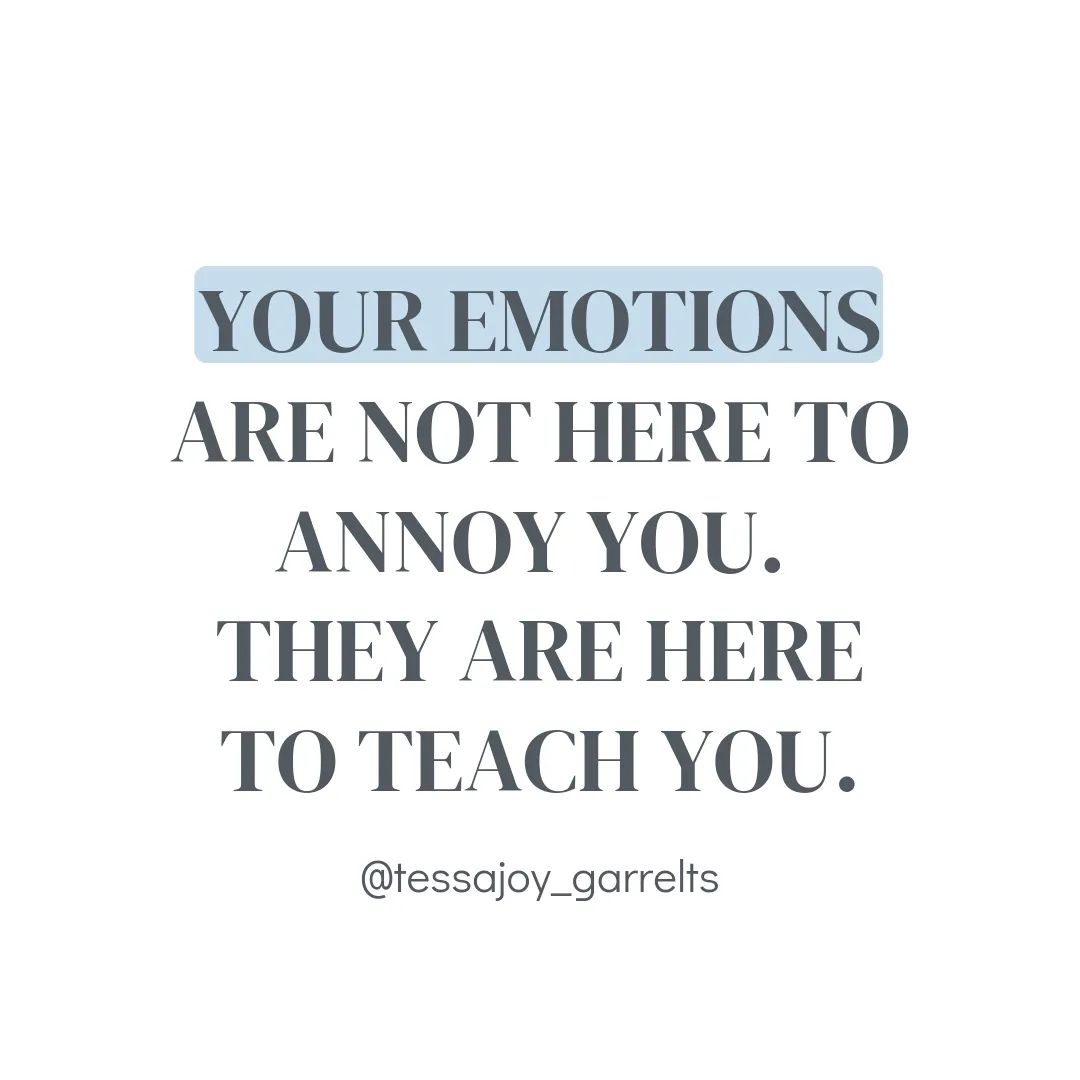 YOUR EMOTIONS
ARE NOT HERE TO
ANNOY YOU.
THEY ARE HERE
TO TEACH YOU.
@tessajoy_garrelts